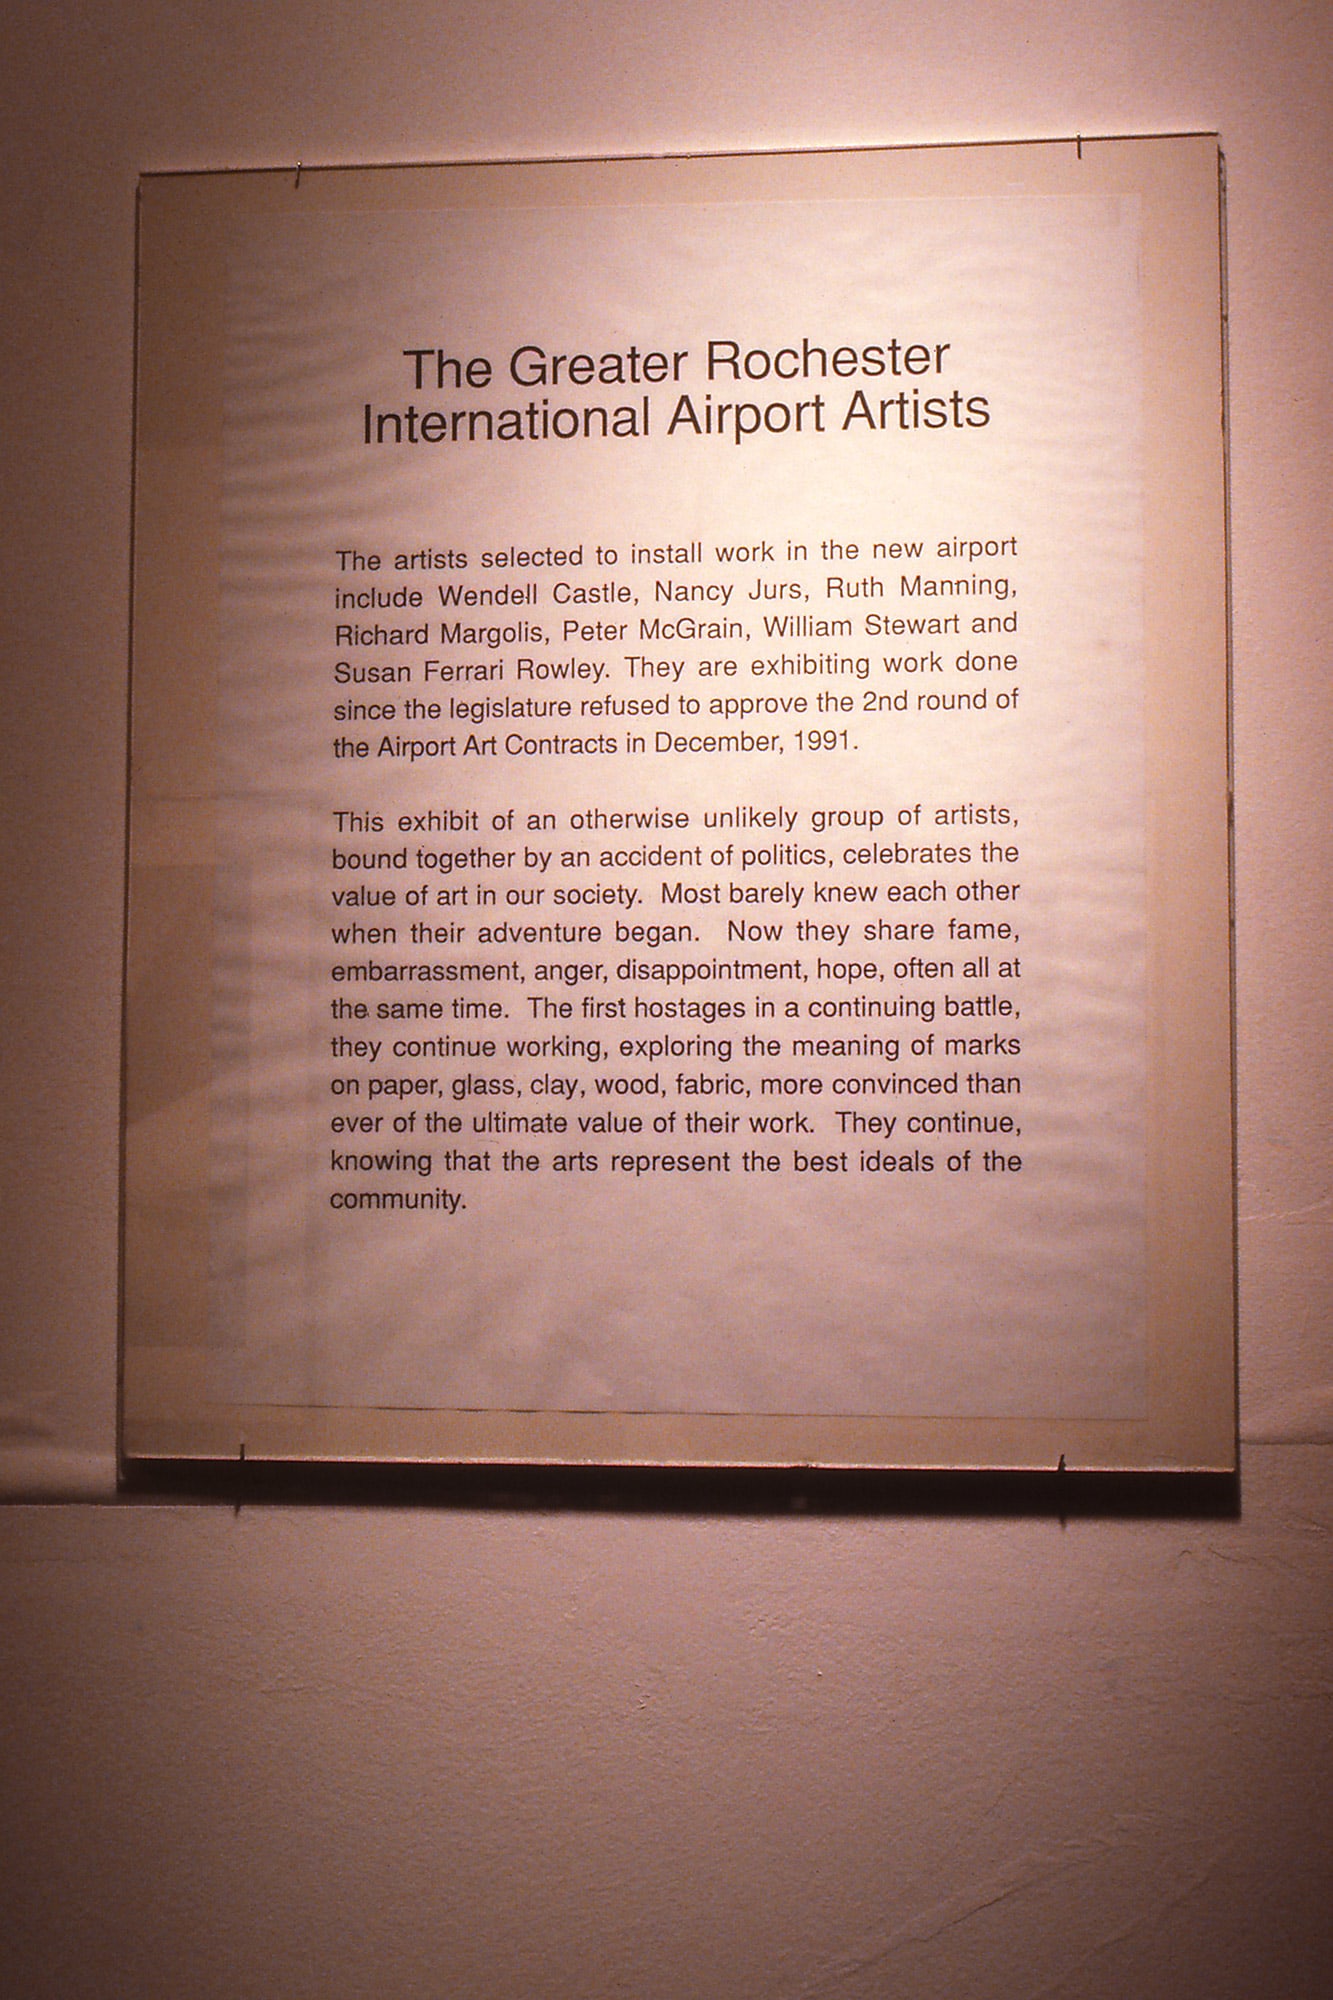 The Greater Rochester
International Airport Artists
The artists selected to install work in the new airport
include Wendell Castle, Nancy Jurs, Ruth Manning,
Richard Margolis, Peter McGrain, William Stewart and
Susan Ferrari Rowley. They are exhibiting work done
since the legislature refused to approve the 2nd round of
the Airport Art Contracts in December, 1991.
This exhibit of an otherwise unlikely group of artists,
bound together by an accident of politics, celebrates the
value of art in our society. Most barely knew each other
when their adventure began. Now they share fame,
embarrassment, anger, disappointment, hope, often all at
the same time. The first hostages in a continuing battle,
they continue working, exploring the meaning of marks
on paper, glass, clay, wood, fabric, more convinced than
ever of the ultimate value of their work. They continue,
knowing that the arts represent the best ideals of the
community.